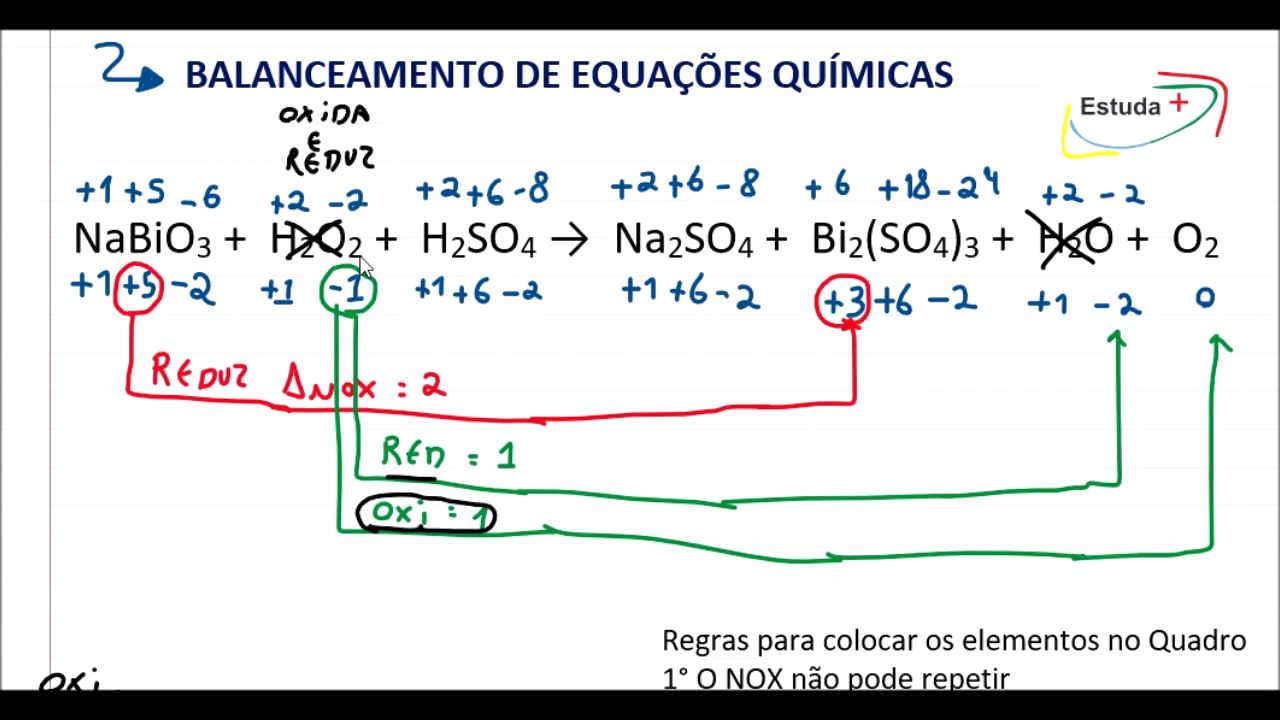 2 BALANCEAMENTO DE EQUAÇÕES QUÍMICAS
Estuda +
OXiDA
E
REDUZ
+1 +5 -6 +2 -2 +2 +6 -8 +2 +6 -8 +6 +18 -24 +2 -2
NaBiO₃ + H₂O₂ + H₂SO₄ → Na₂SO₄ + Bi₂(SO₄)₃ + H₂O + O₂
+1 +5 -2 +1 -1 +1 +6 -2 +1 +6 -2 +3 +6 -2 +1 -2 0
REDUZ ΔNOX : 2
RED = 1
oxi : 1
Regras para colocar os elementos no Quadro
oxi
1° O NOX não pode repetir